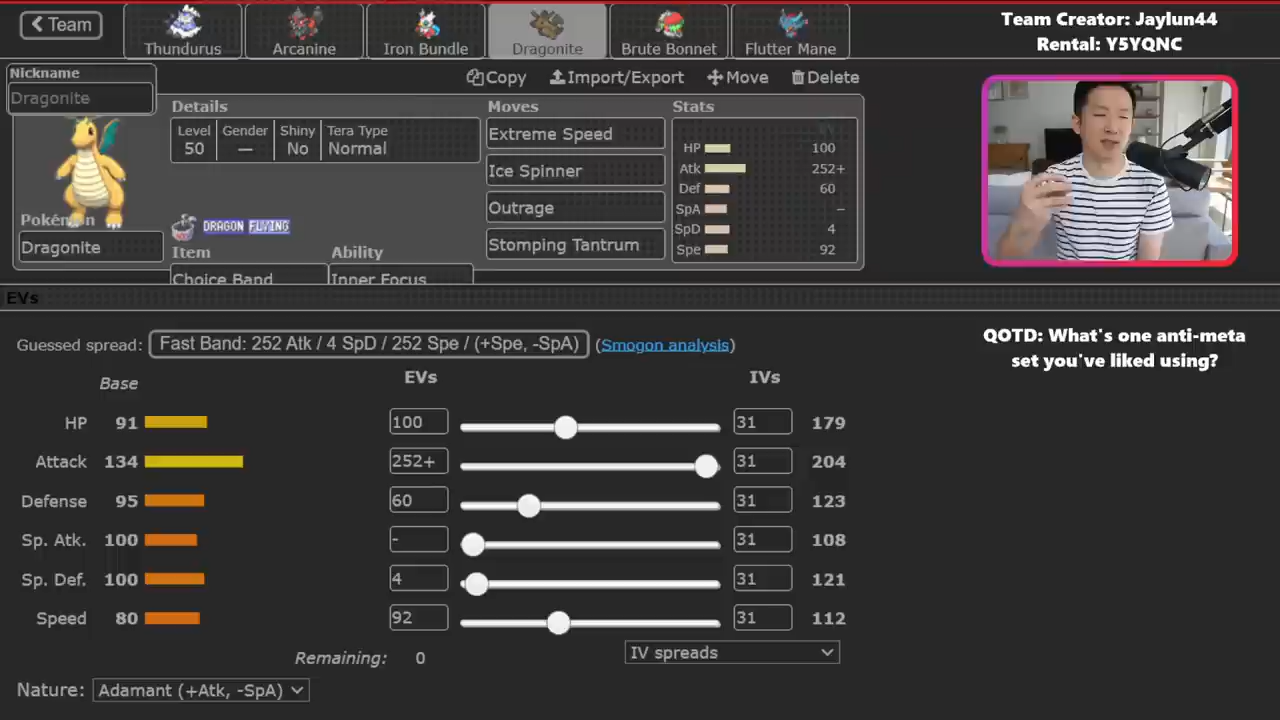 Team
Thundurus
Arcanine
Iron Bundle
Dragonite
Brute Bonnet
Flutter Mane
Team Creator: Jaylun44
Rental: Y5YQNC
Nickname
Dragonite
Copy
Import/Export
Move
Delete
Details
Level
50
Gender
—
Shiny
No
Tera Type
Normal
Moves
Extreme Speed
Ice Spinner
Outrage
Stomping Tantrum
Stats
HP 100
Atk 252+
Def 60
SpA –
SpD 4
Spe 92
Pokémon
Dragonite
DRAGON FLYING
Item
Choice Band
Ability
Inner Focus
EVs
Guessed spread: Fast Band: 252 Atk / 4 SpD / 252 Spe / (+Spe, -SpA) (Smogon analysis)
QOTD: What's one anti-meta
set you've liked using?
Base EVs IVs
HP 91 100 31 179
Attack 134 252+ 31 204
Defense 95 60 31 123
Sp. Atk. 100 - 31 108
Sp. Def. 100 4 31 121
Speed 80 92 31 112
Remaining: 0
IV spreads
Nature: Adamant (+Atk, -SpA)